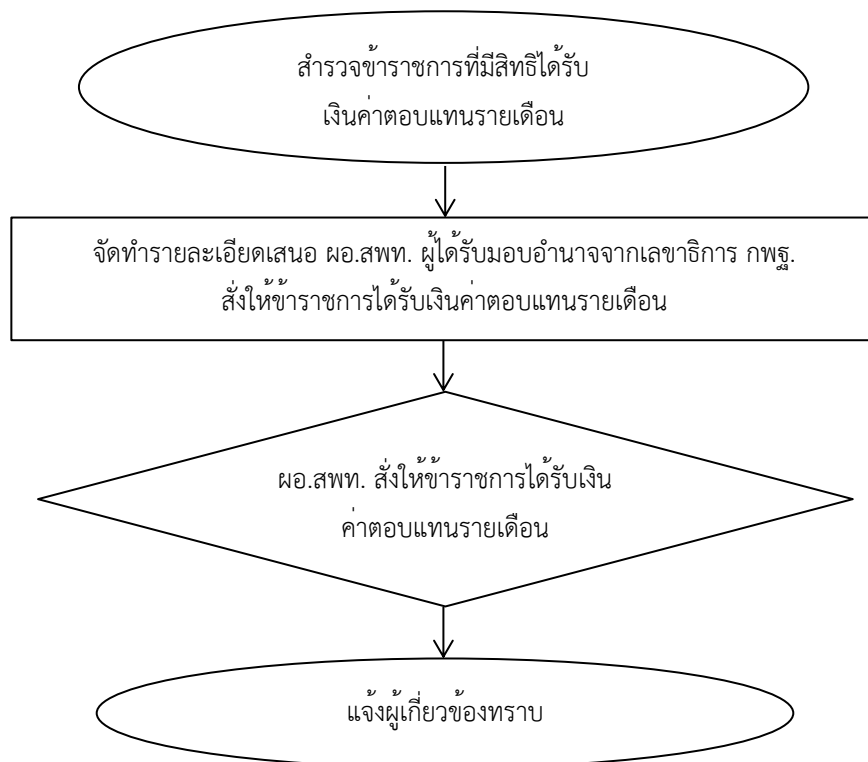 สำรวจข้าราชการที่มีสิทธิได้รับ
เงินค่าตอบแทนรายเดือน
จัดทำรายละเอียดเสนอ ผอ.สพท. ผู้ได้รับมอบอำนาจจากเลขาธิการ กพฐ.
สั่งให้ข้าราชการได้รับเงินค่าตอบแทนรายเดือน
ผอ.สพท. สั่งให้ข้าราชการได้รับเงิน
ค่าตอบแทนรายเดือน
แจ้งผู้เกี่ยวข้องทราบ